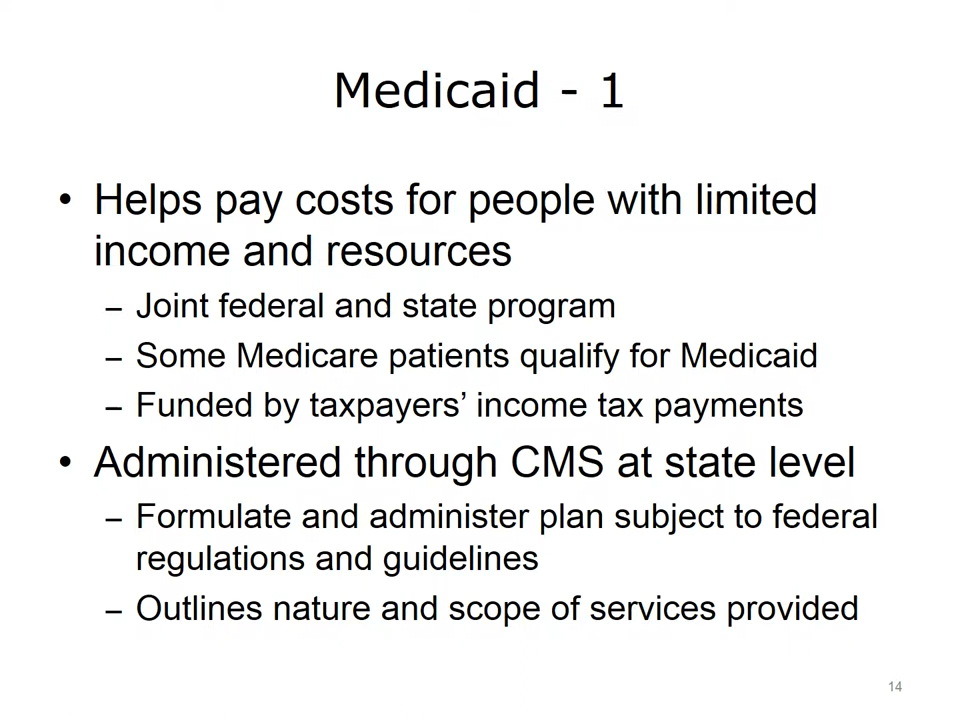 Medicaid - 1
• Helps pay costs for people with limited
income and resources
– Joint federal and state program
– Some Medicare patients qualify for Medicaid
– Funded by taxpayers’ income tax payments
• Administered through CMS at state level
– Formulate and administer plan subject to federal
regulations and guidelines
– Outlines nature and scope of services provided
14